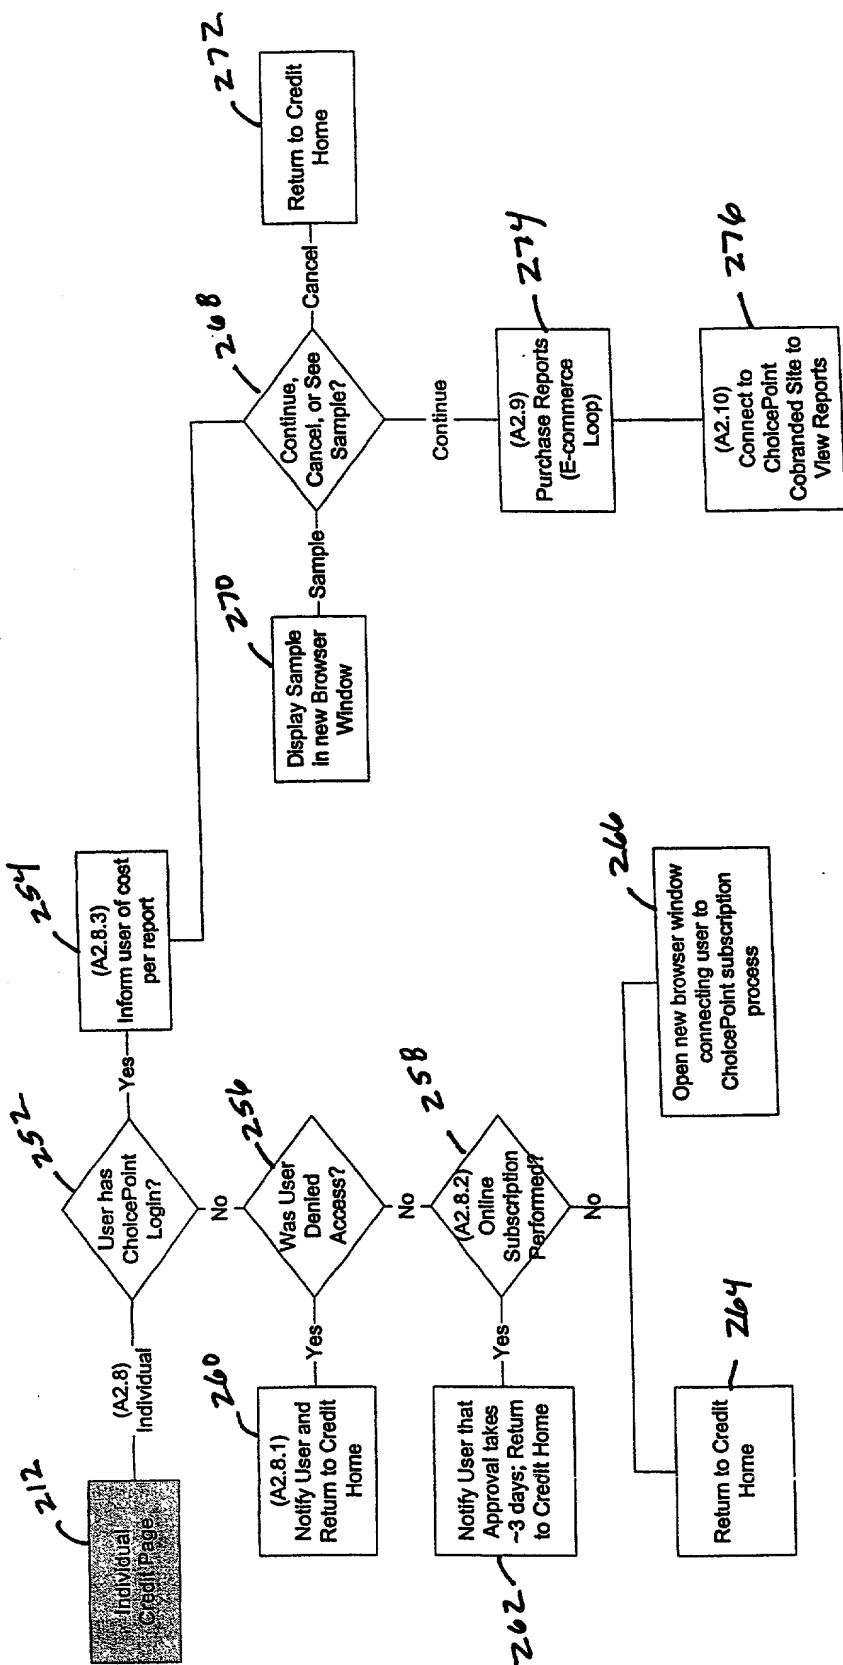 212
Individual
Credit Page
(A2.8)
Individual
252
User has
ChoicePoint
Login?
Yes
254
(A2.8.3)
Inform user of cost
per report
No
256
Was User
Denied
Access?
Yes
260
(A2.8.1)
Notify User and
Return to Credit
Home
No
258
(A2.8.2)
Online
Subscription
Performed?
Yes
262
Notify User that
Approval takes
~3 days; Return
to Credit Home
No
264
Return to Credit
Home
266
Open new browser window
connecting user to
ChoicePoint subscription
process
268
Continue,
Cancel, or See
Sample?
Sample
270
Display Sample
in new Browser
Window
Cancel
272
Return to Credit
Home
Continue
274
(A2.9)
Purchase Reports
(E-commerce
Loop)
276
(A2.10)
Connect to
ChoicePoint
Cobranded Site to
View Reports